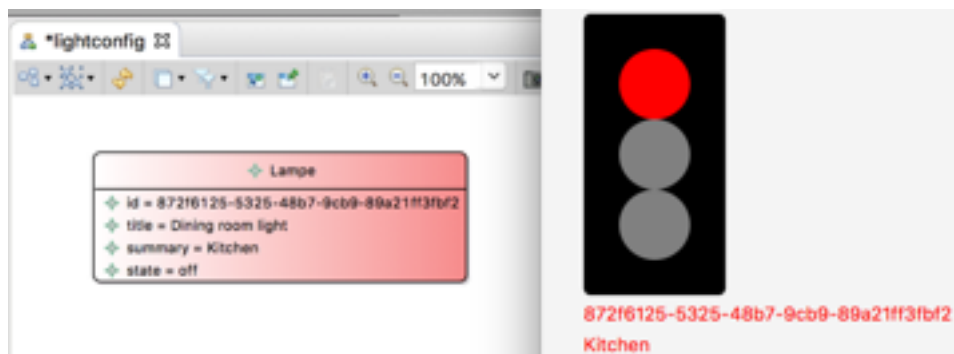 *lightconfig
100%
Lampe
id = 872f6125-5325-48b7-9cb9-89a21ff3fbf2
title = Dining room light
summary = Kitchen
state = off
872f6125-5325-48b7-9cb9-89a21ff3fbf2
Kitchen